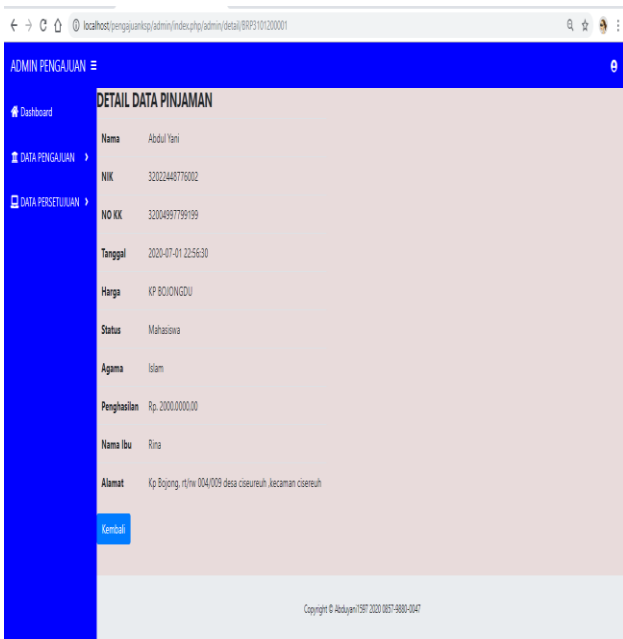 localhost/pengajuanksp/admin/index.php/admin/detail/BRP3101200001
ADMIN PENGAJUAN
Dashboard
DATA PENGAJUAN
DATA PERSETUJUAN
DETAIL DATA PINJAMAN
Nama Abdul Yani
NIK 32022448776002
NO KK 32004997799199
Tanggal 2020-07-01 22:56:30
Harga KP BOJONGDU
Status Mahasiswa
Agama Islam
Penghasilan Rp. 2000.0000,00
Nama Ibu Rina
Alamat Kp Bojong, rt/rw 004/009 desa ciseureuh ,kecaman cisereuh
Kembali
Copyright © Abduyani1597 2020 0857-9880-0047